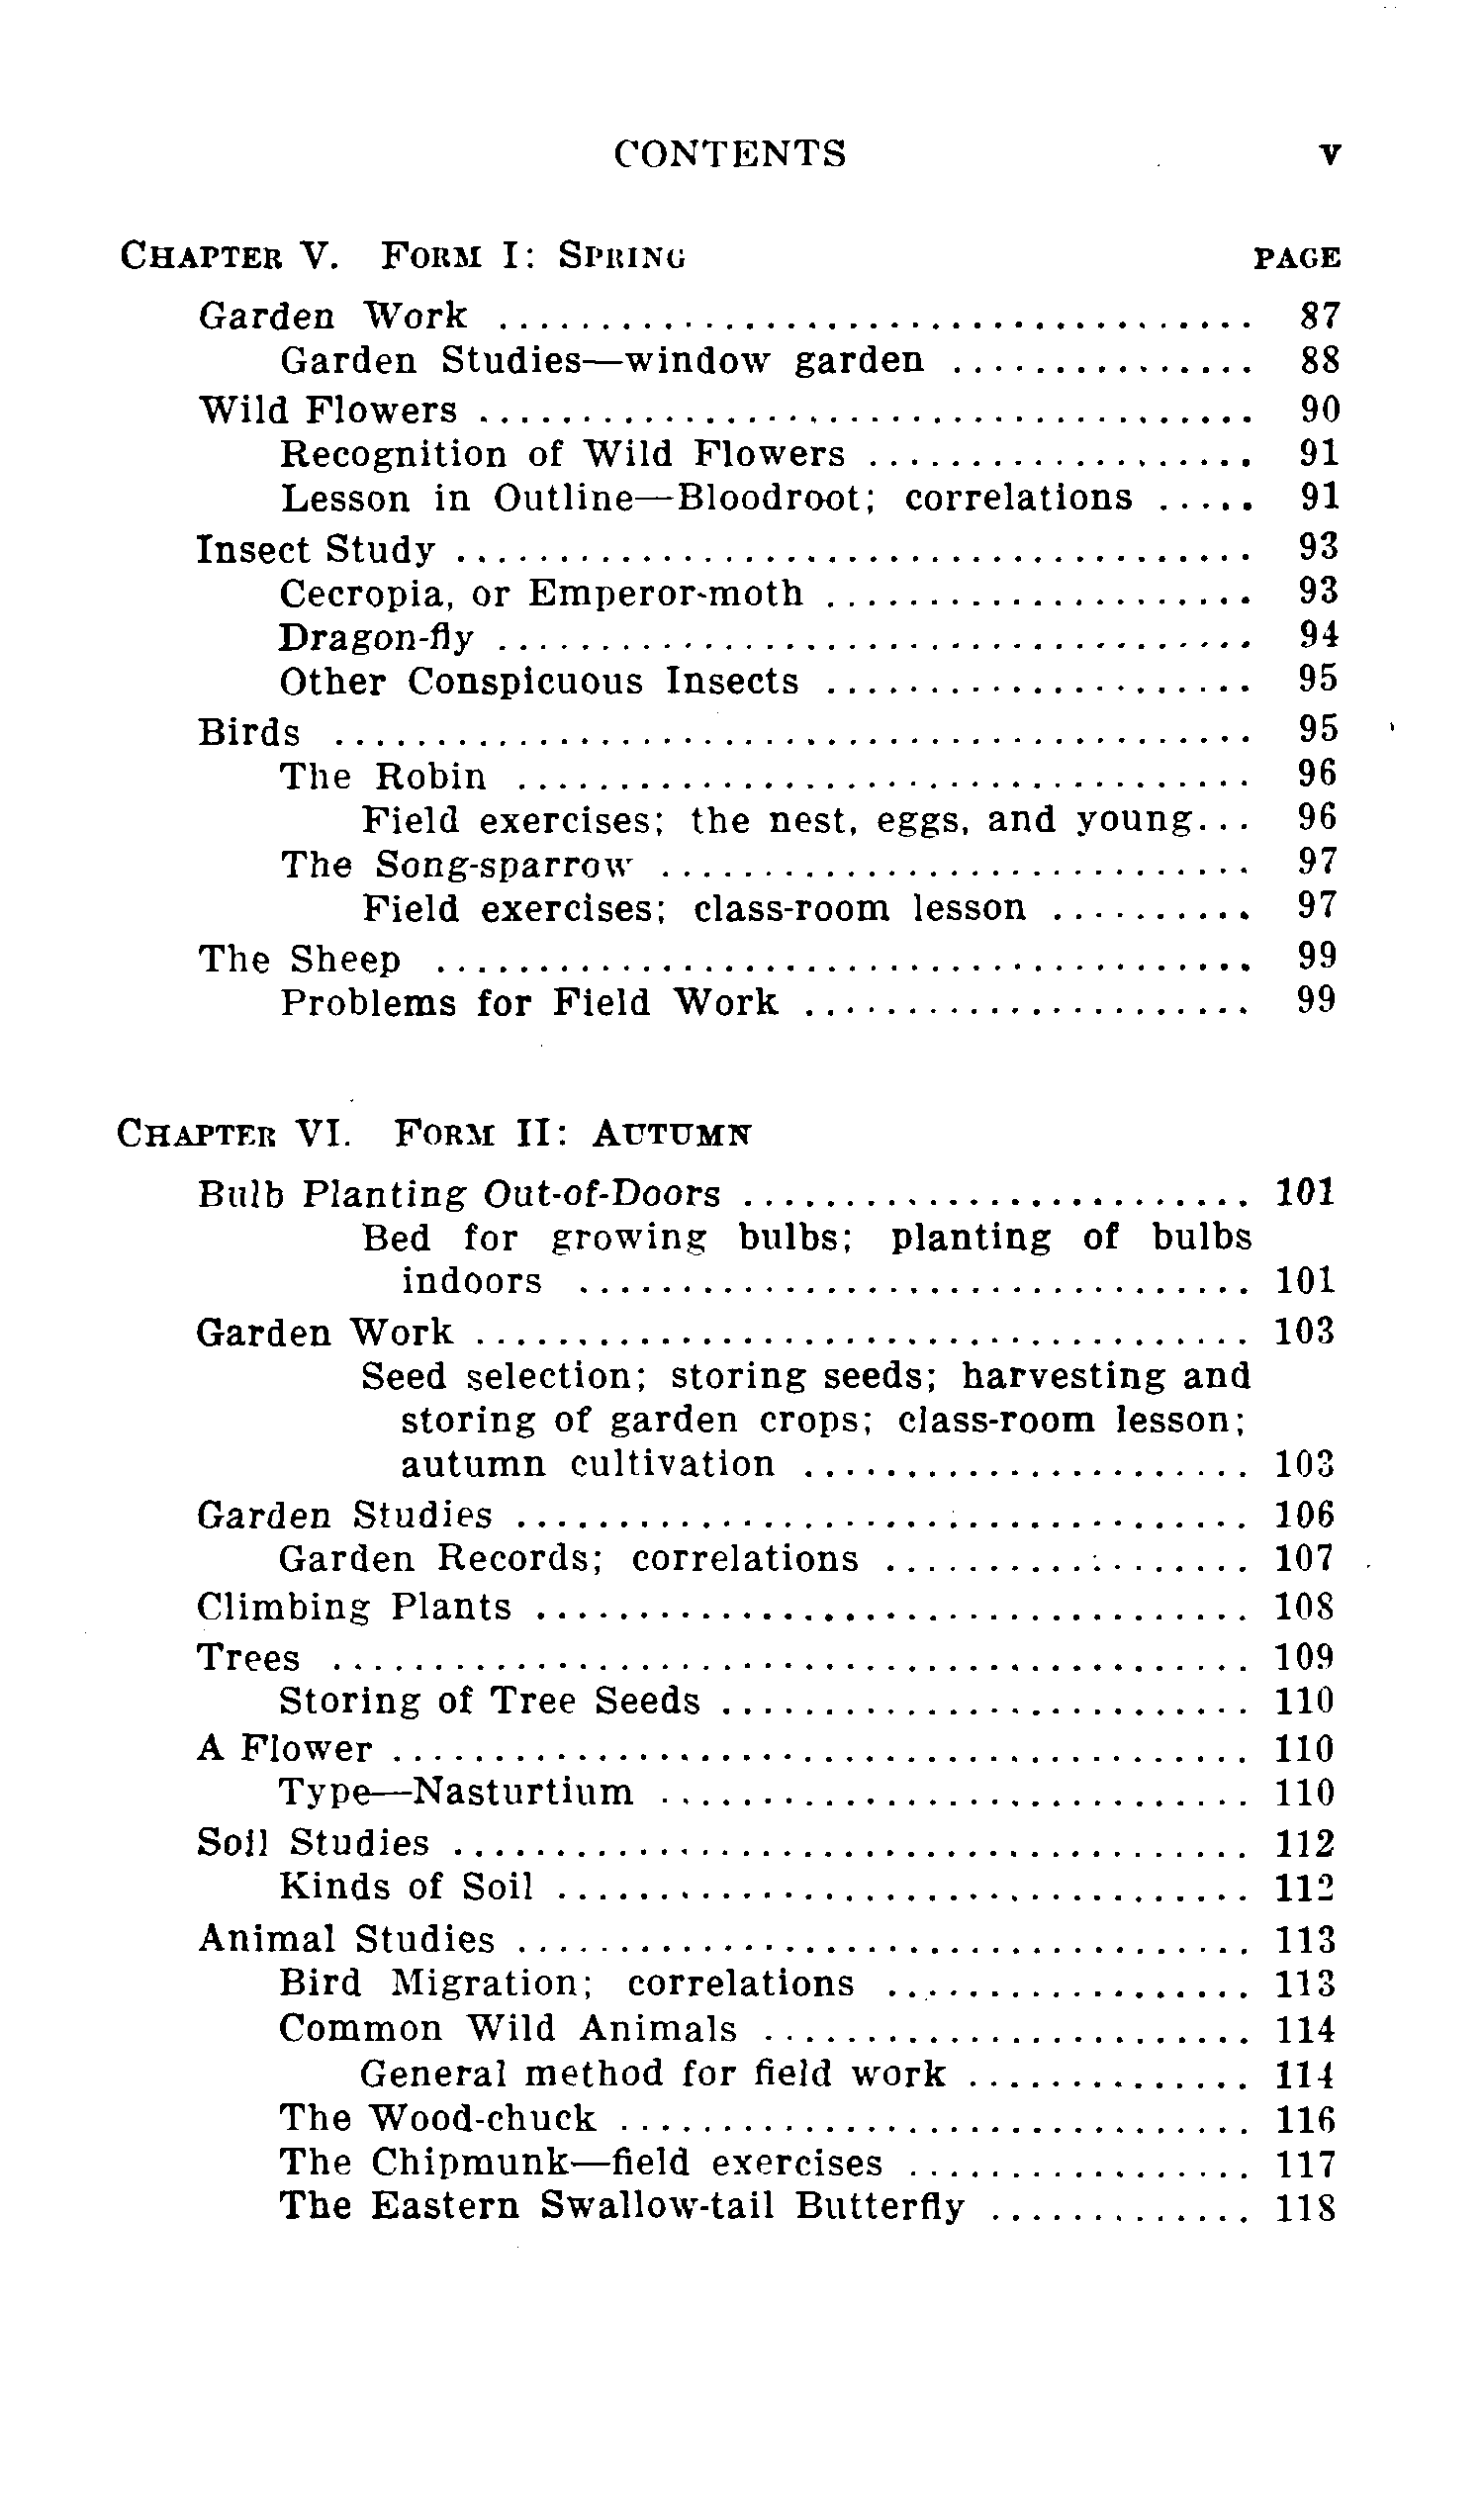 CONTENTS v
CHAPTER V. FORM I: SPRING PAGE
Garden Work .................................... 87
Garden Studies—window garden ............... 88
Wild Flowers ...................................... 90
Recognition of Wild Flowers ................... 91
Lesson in Outline—Bloodroot; correlations ..... 91
Insect Study ....................................... 93
Cecropia, or Emperor-moth ..................... 93
Dragon-fly ..................................... 94
Other Conspicuous Insects ..................... 95
Birds ............................................. 95
The Robin .................................... 96
Field exercises; the nest, eggs, and young... 96
The Song-sparrow ............................. 97
Field exercises; class-room lesson .......... 97
The Sheep ........................................ 99
Problems for Field Work ...................... 99
CHAPTER VI. FORM II: AUTUMN
Bulb Planting Out-of-Doors ......................... 101
Bed for growing bulbs; planting of bulbs
indoors ................................. 101
Garden Work ...................................... 103
Seed selection; storing seeds; harvesting and
storing of garden crops; class-room lesson;
autumn cultivation ...................... 103
Garden Studies .................................... 106
Garden Records; correlations .................. 107
Climbing Plants ................................... 108
Trees ............................................. 109
Storing of Tree Seeds .......................... 110
A Flower .......................................... 110
Type—Nasturtium ............................. 110
Soil Studies ....................................... 112
Kinds of Soil .................................. 112
Animal Studies .................................... 113
Bird Migration; correlations .................. 113
Common Wild Animals ........................ 114
General method for field work .............. 114
The Wood-chuck ............................... 116
The Chipmunk—field exercises ................. 117
The Eastern Swallow-tail Butterfly ............. 118